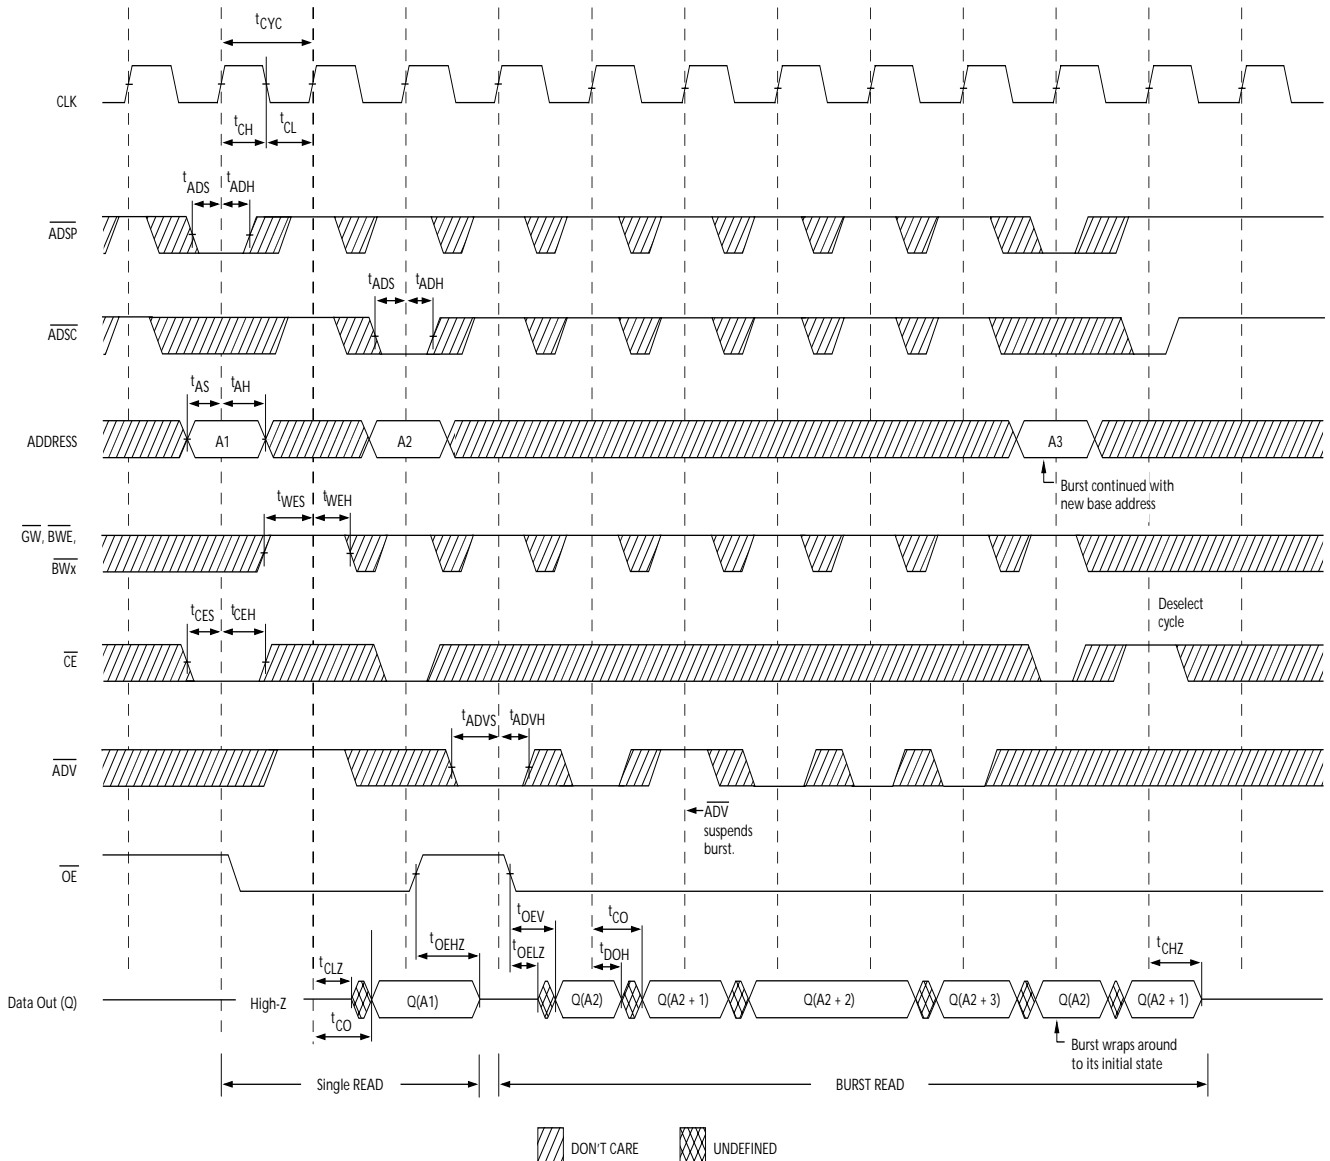 tCYC
CLK
tCH
tCL
tADS
tADH
ADSP
tADS
tADH
ADSC
tAS
tAH
ADDRESS
A1
A2
A3
Burst continued with
new base address
tWES
tWEH
GW, BWE,
BWx
tCES
tCEH
Deselect
cycle
CE
tADVS
tADVH
ADV
ADV
suspends
burst.
OE
tOEV
tCO
tOEHZ
tOELZ
tDOH
tCHZ
tCLZ
Data Out (Q)
High-Z
Q(A1)
Q(A2)
Q(A2 + 1)
Q(A2 + 2)
Q(A2 + 3)
Q(A2)
Q(A2 + 1)
tCO
Burst wraps around
to its initial state
Single READ
BURST READ
DON'T CARE
UNDEFINED